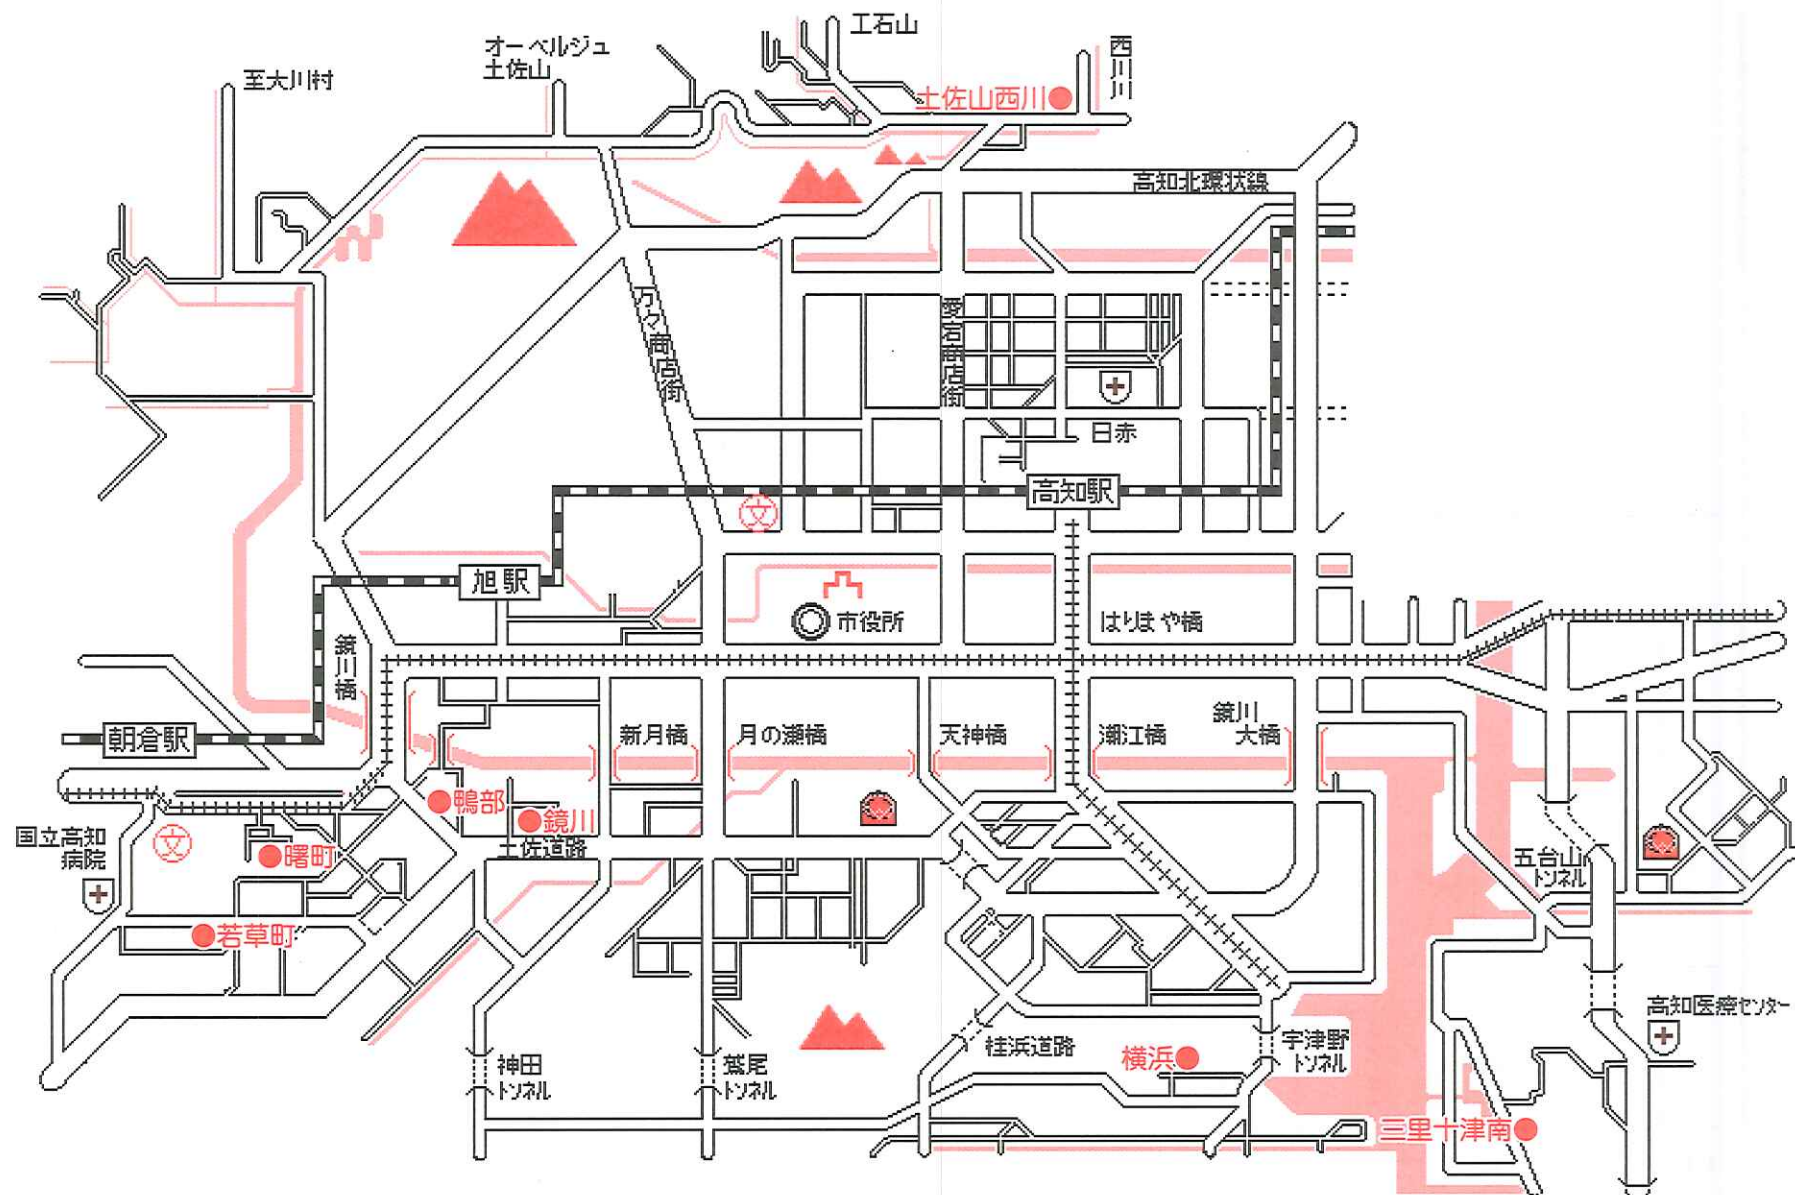 工石山
オーベルジュ
土佐山
西川川
至大川村
土佐山西川
高知北環状線
万々商店街
愛宕商店街
日赤
高知駅
文
旭駅
市役所
はりまや橋
鏡川橋
朝倉駅
新月橋
月の瀬橋
天神橋
潮江橋
鏡川
大橋
鴨部
鏡川
土佐道路
国立高知
病院
文
曙町
若草町
五台山
トンネル
高知医療センター
桂浜道路
横浜
宇津野
トンネル
神田
トンネル
鷲尾
トンネル
三里十津南